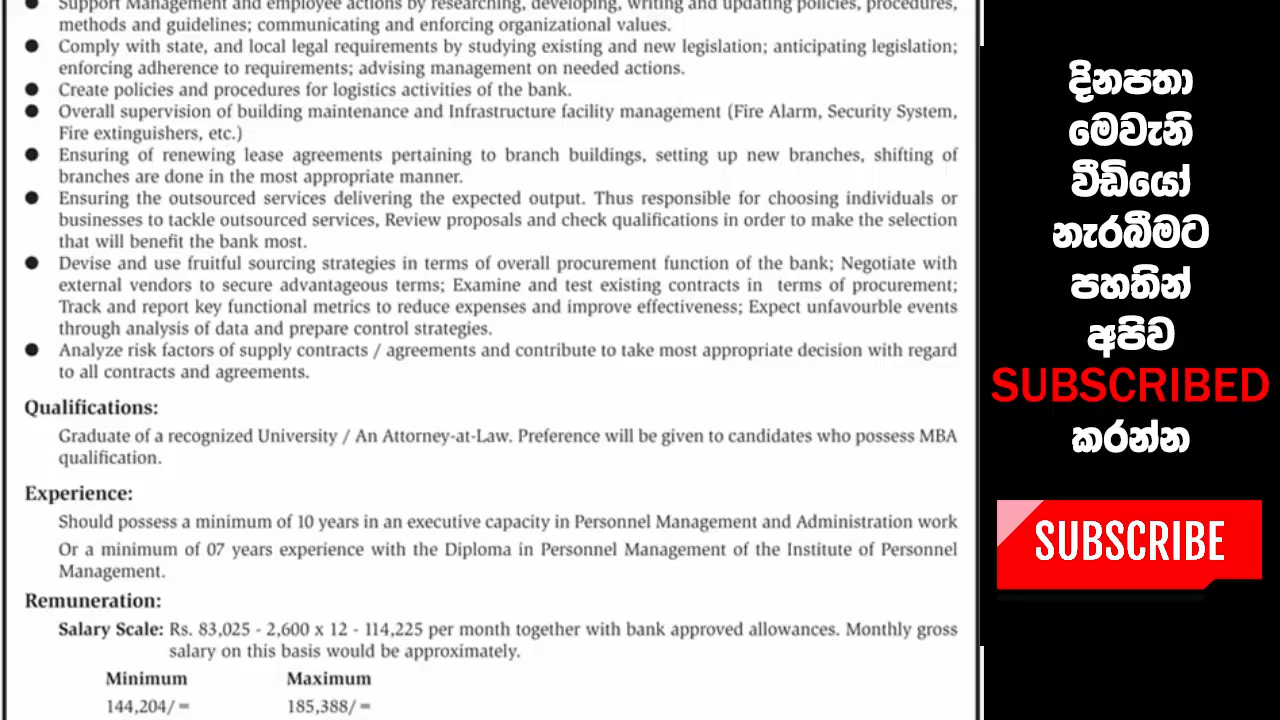 Support Management and employee actions by researching, developing, writing and updating policies, procedures,
methods and guidelines; communicating and enforcing organizational values.
● Comply with state, and local legal requirements by studying existing and new legislation; anticipating legislation;
enforcing adherence to requirements; advising management on needed actions.
● Create policies and procedures for logistics activities of the bank.
● Overall supervision of building maintenance and Infrastructure facility management (Fire Alarm, Security System,
Fire extinguishers, etc.)
● Ensuring of renewing lease agreements pertaining to branch buildings, setting up new branches, shifting of
branches are done in the most appropriate manner.
● Ensuring the outsourced services delivering the expected output. Thus responsible for choosing individuals or
businesses to tackle outsourced services, Review proposals and check qualifications in order to make the selection
that will benefit the bank most.
● Devise and use fruitful sourcing strategies in terms of overall procurement function of the bank; Negotiate with
external vendors to secure advantageous terms; Examine and test existing contracts in terms of procurement;
Track and report key functional metrics to reduce expenses and improve effectiveness; Expect unfavourble events
through analysis of data and prepare control strategies.
● Analyze risk factors of supply contracts / agreements and contribute to take most appropriate decision with regard
to all contracts and agreements.
Qualifications:
Graduate of a recognized University / An Attorney-at-Law. Preference will be given to candidates who possess MBA
qualification.
Experience:
Should possess a minimum of 10 years in an executive capacity in Personnel Management and Administration work
Or a minimum of 07 years experience with the Diploma in Personnel Management of the Institute of Personnel
Management.
Remuneration:
Salary Scale: Rs. 83,025 - 2,600 x 12 - 114,225 per month together with bank approved allowances. Monthly gross
salary on this basis would be approximately.
Minimum Maximum
144,204/= 185,388/=
දිනපතා
මෙවැනි
වීඩියෝ
නැරබීමට
පහතින්
අපිව
SUBSCRIBED
කරන්න
SUBSCRIBE